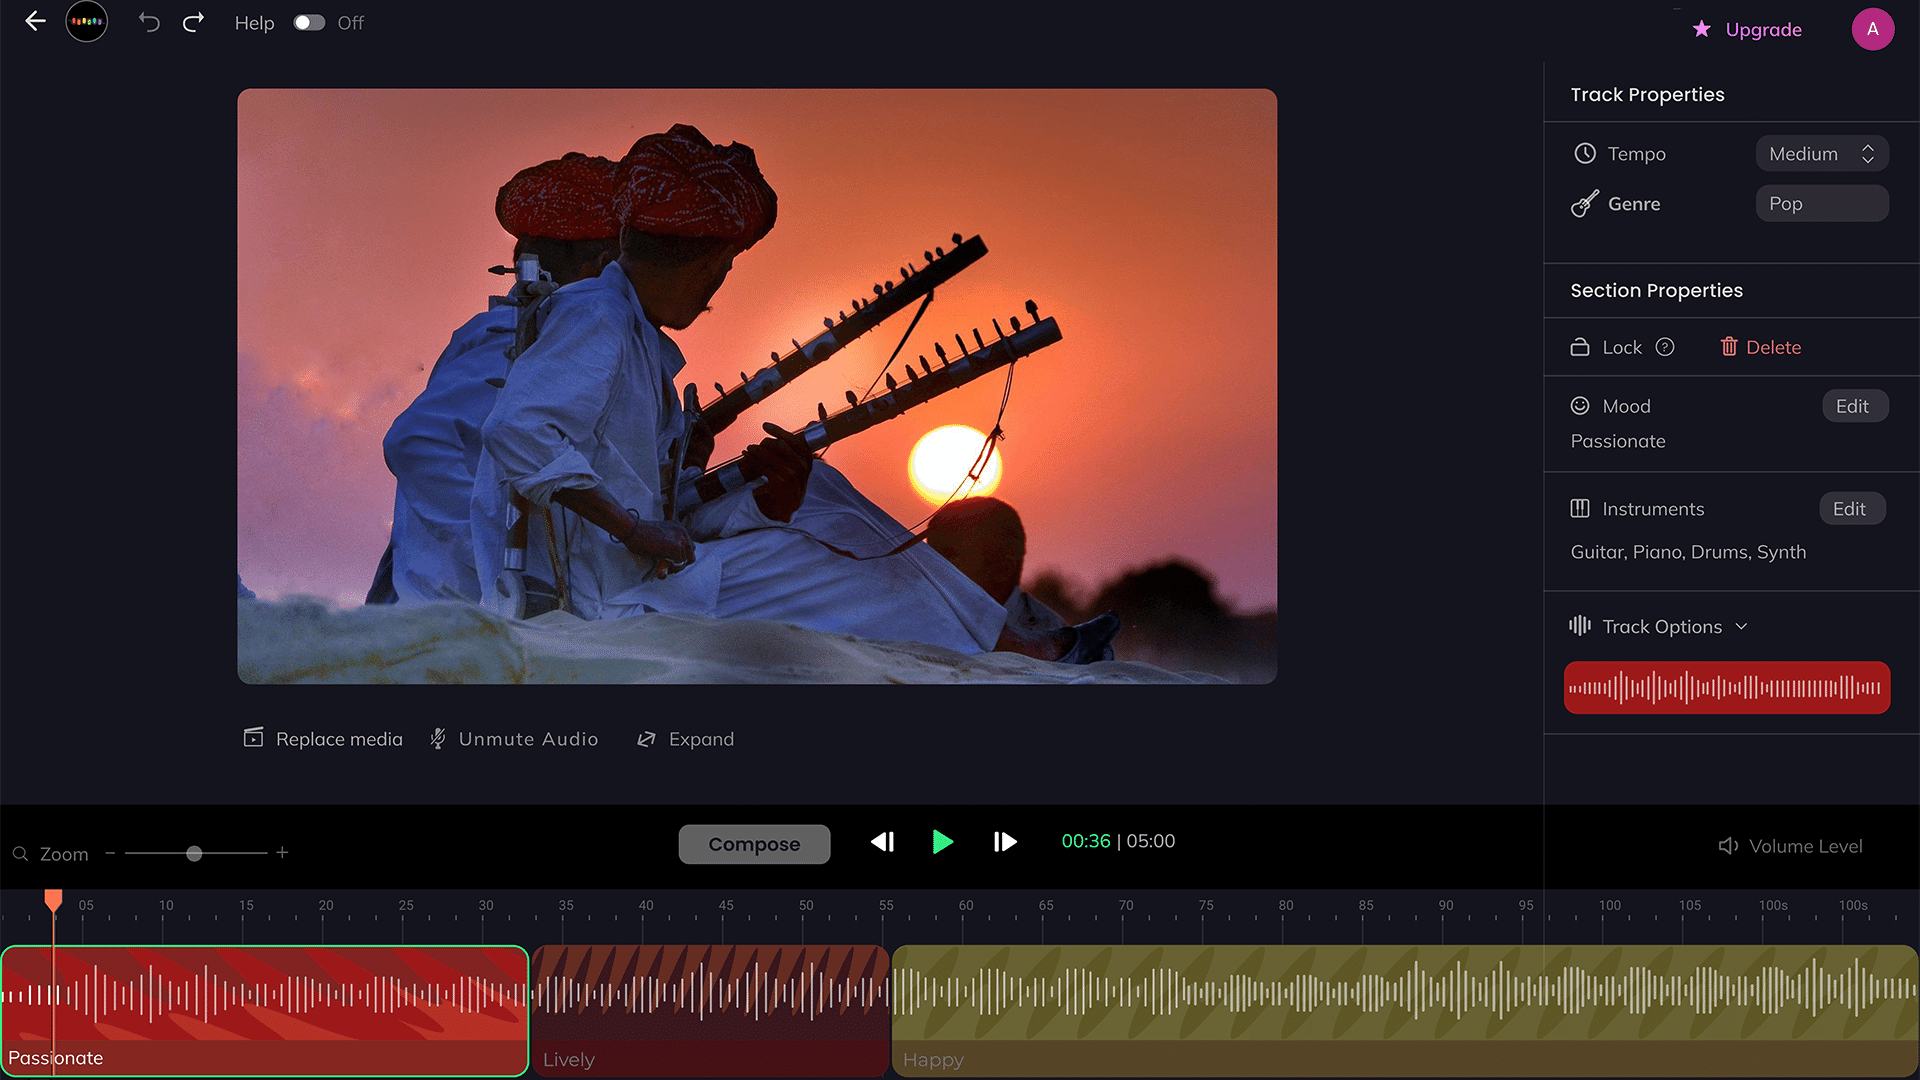 Help Off
Upgrade
A
Track Properties
Tempo Medium
Genre Pop
Section Properties
Lock ? Delete
Mood Edit
Passionate
Instruments Edit
Guitar, Piano, Drums, Synth
Track Options
Replace media Unmute Audio Expand
Zoom Compose 00:36 | 05:00 Volume Level
05 10 15 20 25 30 35 40 45 50 55 60 65 70 75 80 85 90 95 100 105 100s 100s
Passionate Lively Happy